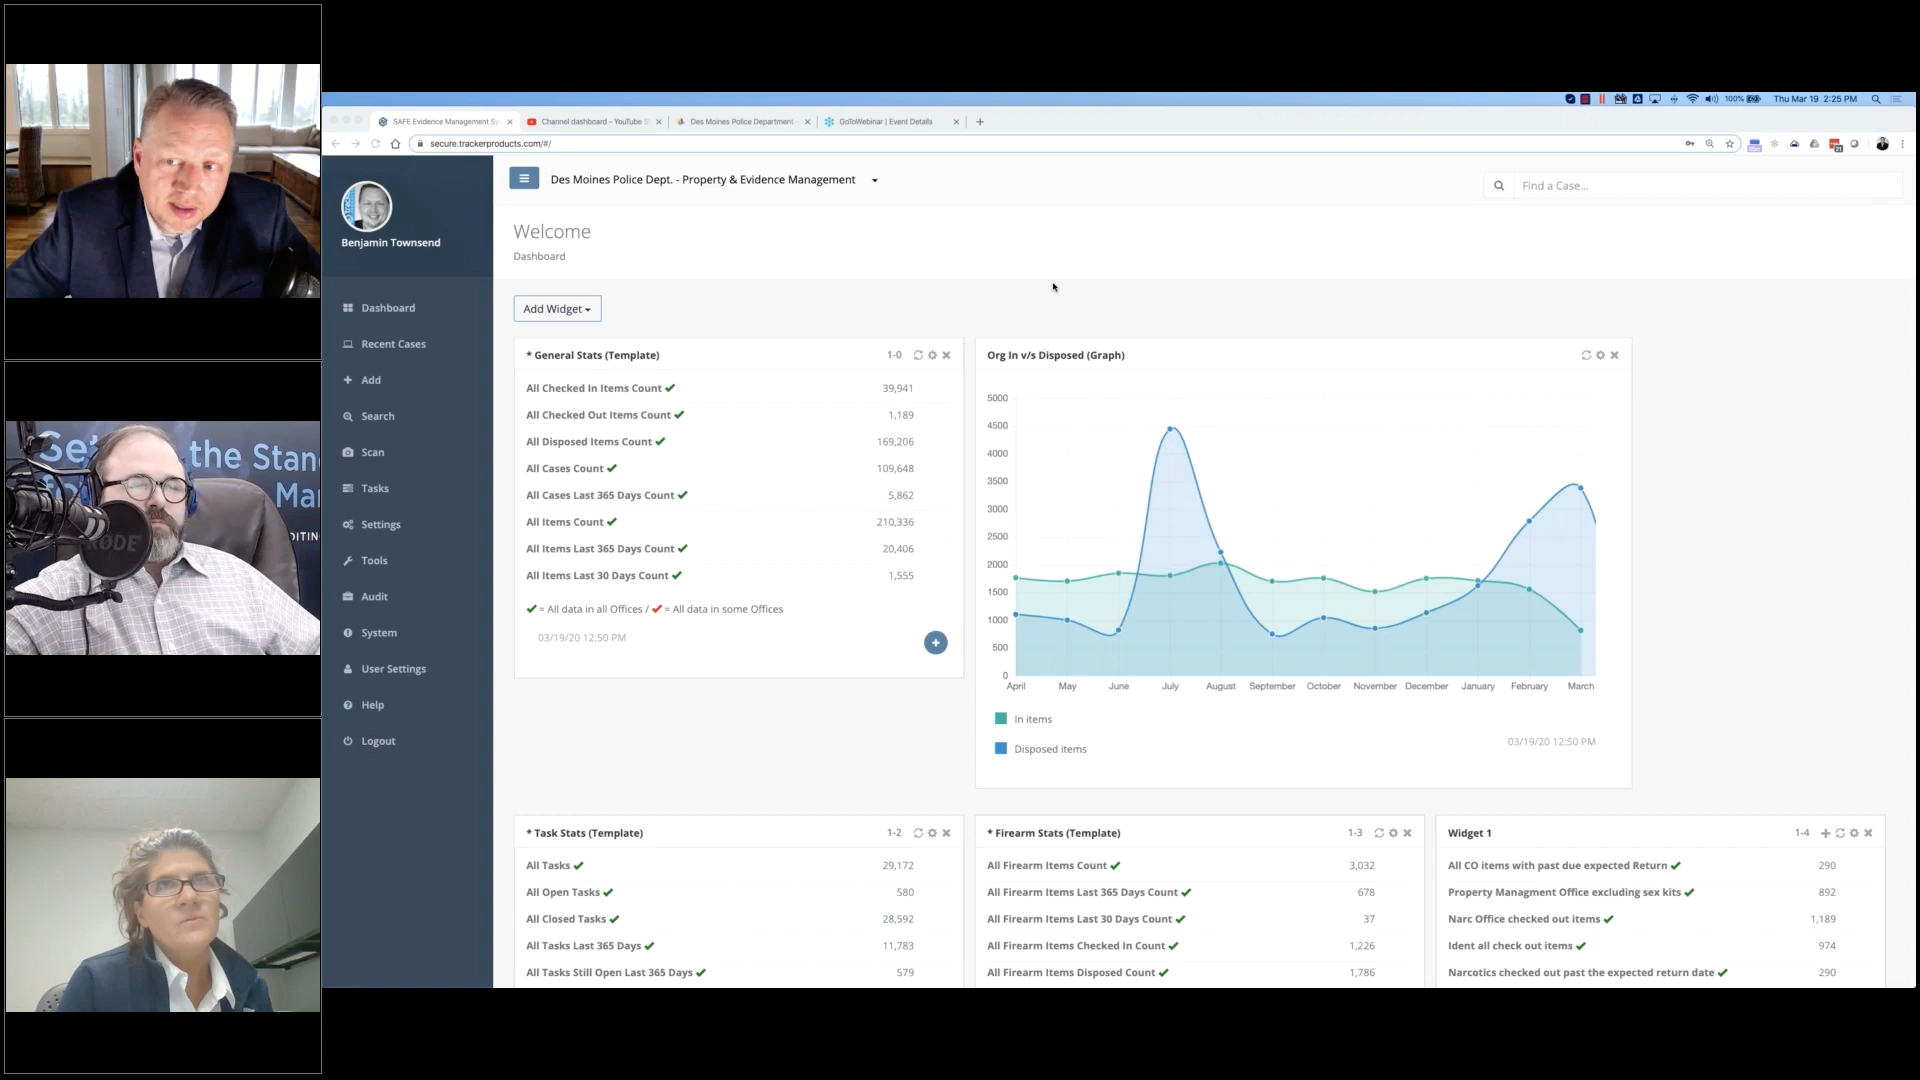 Thu Mar 19 2:25 PM
100%
SAFE Evidence Management Sy
Channel dashboard - YouTube S
Des Moines Police Department
GoToWebinar | Event Details
secure.trackerproducts.com/#/
Benjamin Townsend
Dashboard
Recent Cases
Add
Search
Scan
Tasks
Settings
Tools
Audit
System
User Settings
Help
Logout
Des Moines Police Dept. - Property & Evidence Management
Find a Case...
Welcome
Dashboard
Add Widget
* General Stats (Template) 1-0
All Checked In Items Count 39,941
All Checked Out Items Count 1,189
All Disposed Items Count 169,206
All Cases Count 109,648
All Cases Last 365 Days Count 5,862
All Items Count 210,336
All Items Last 365 Days Count 20,406
All Items Last 30 Days Count 1,555
= All data in all Offices / = All data in some Offices
03/19/20 12:50 PM
Org In v/s Disposed (Graph)
5000
4500
4000
3500
3000
2500
2000
1500
1000
500
0
April May June July August September October November December January February March
In items
Disposed items
03/19/20 12:50 PM
* Task Stats (Template) 1-2
All Tasks 29,172
All Open Tasks 580
All Closed Tasks 28,592
All Tasks Last 365 Days 11,783
All Tasks Still Open Last 365 Days 579
* Firearm Stats (Template) 1-3
All Firearm Items Count 3,032
All Firearm Items Last 365 Days Count 678
All Firearm Items Last 30 Days Count 37
All Firearm Items Checked In Count 1,226
All Firearm Items Disposed Count 1,786
Widget 1 1-4
All CO items with past due expected Return 290
Property Managment Office excluding sex kits 892
Narc Office checked out items 1,189
Ident all check out items 974
Narcotics checked out past the expected return date 290
the Stan
Ma
RODE